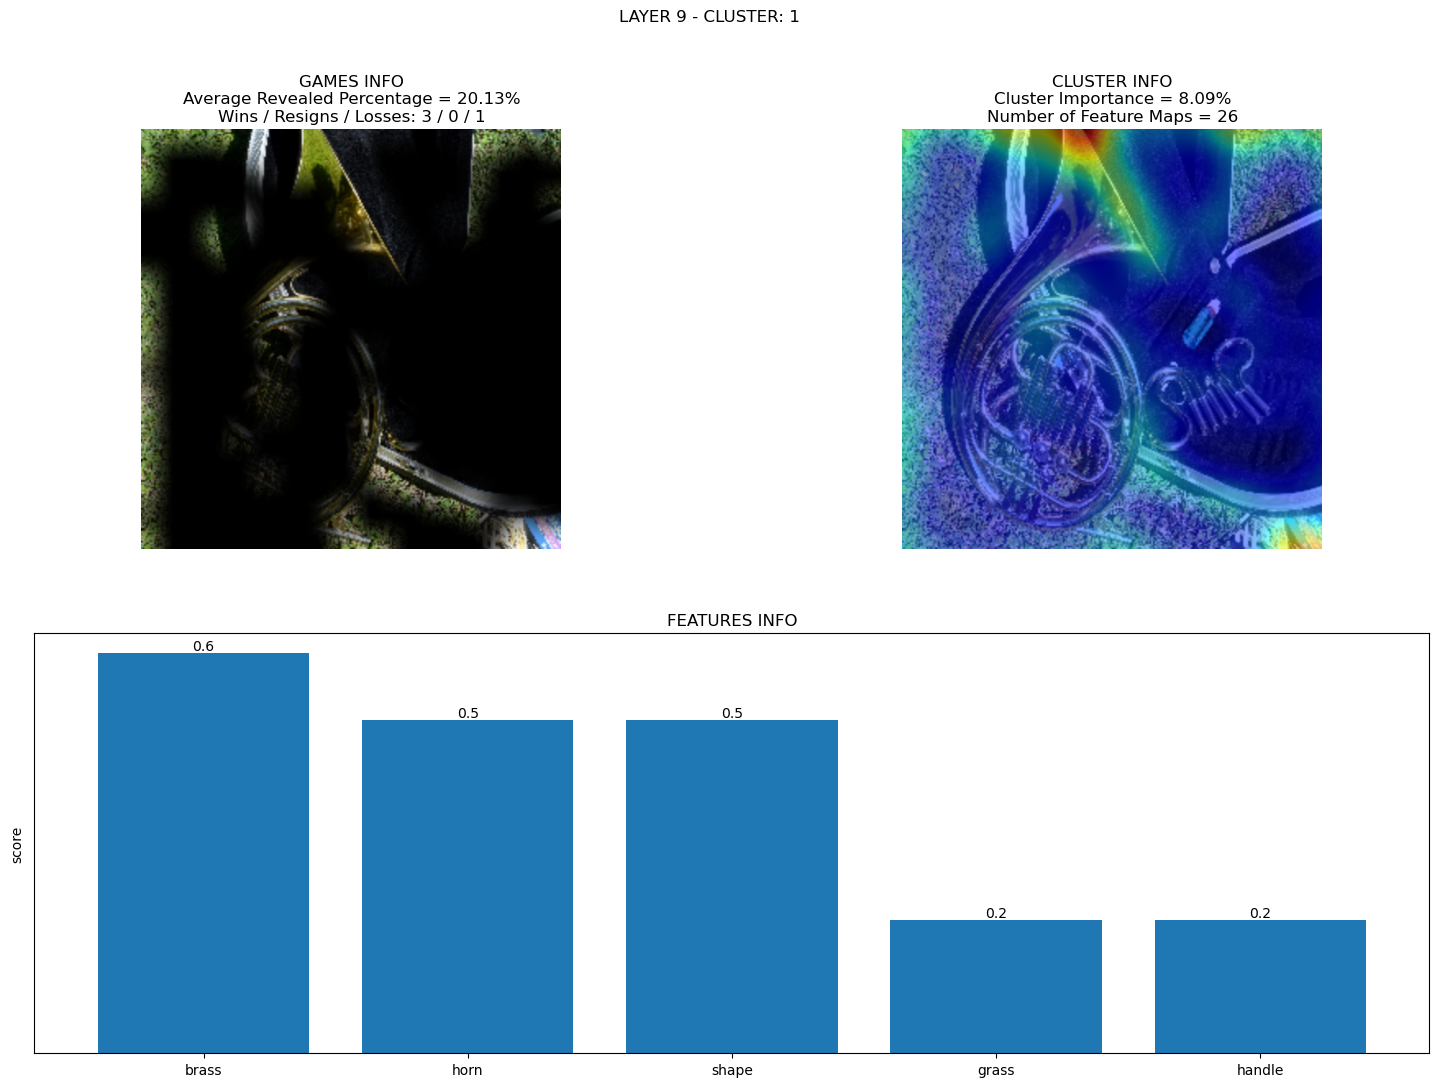 LAYER 9 - CLUSTER: 1
GAMES INFO
Average Revealed Percentage = 20.13%
Wins / Resigns / Losses: 3 / 0 / 1
CLUSTER INFO
Cluster Importance = 8.09%
Number of Feature Maps = 26
FEATURES INFO
score
0.6
0.5
0.5
0.2
0.2
brass
horn
shape
grass
handle